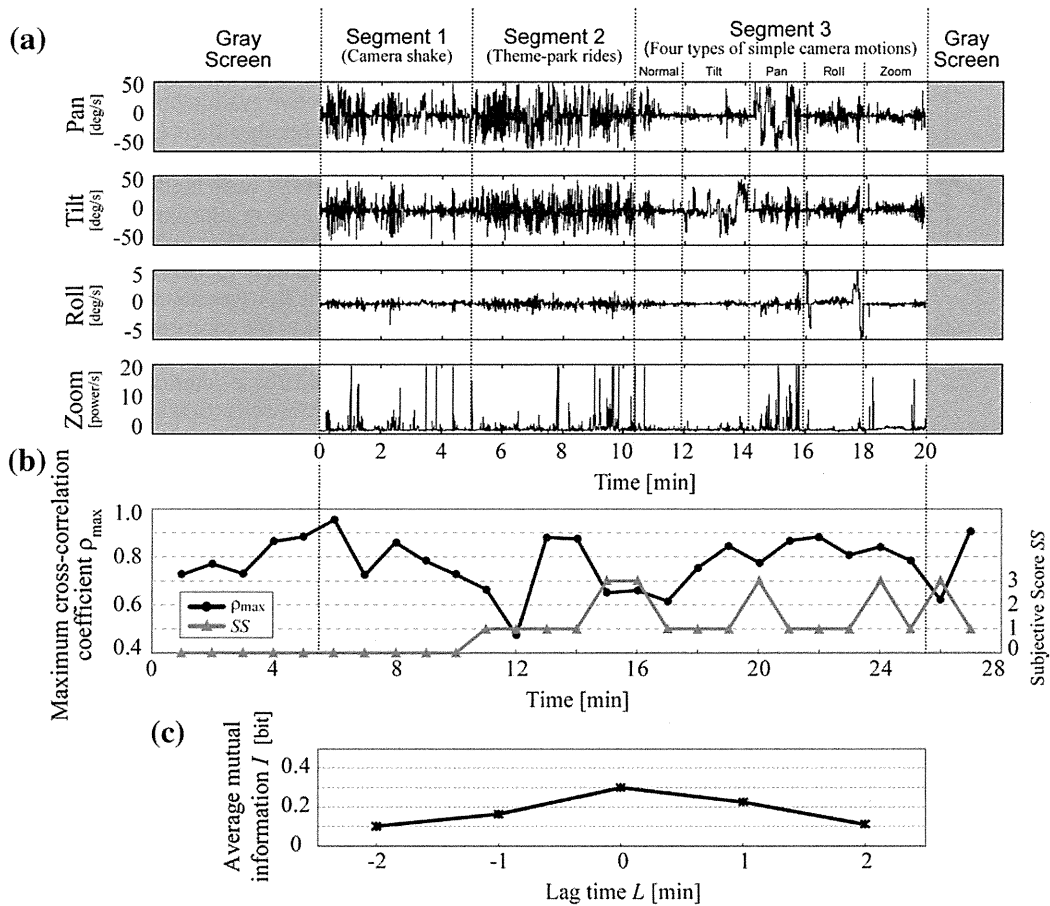 (a)
Gray
Screen
Segment 1
(Camera shake)
Segment 2
(Theme-park rides)
Segment 3
(Four types of simple camera motions)
Normal Tilt Pan Roll Zoom
Gray
Screen
Pan
[deg/s]
50
0
-50
Tilt
[deg/s]
50
0
-50
Roll
[deg/s]
5
0
-5
Zoom
[power/s]
20
10
0
0 2 4 6 8 10 12 14 16 18 20
Time [min]
(b)
Maximum cross-correlation
coefficient ρmax
1.0
0.8
0.6
0.4
ρmax
SS
3
2
1
0
Subjective Score SS
0 4 8 12 16 20 24 28
Time [min]
(c)
Average mutual
information I [bit]
0.4
0.2
0
-2 -1 0 1 2
Lag time L [min]